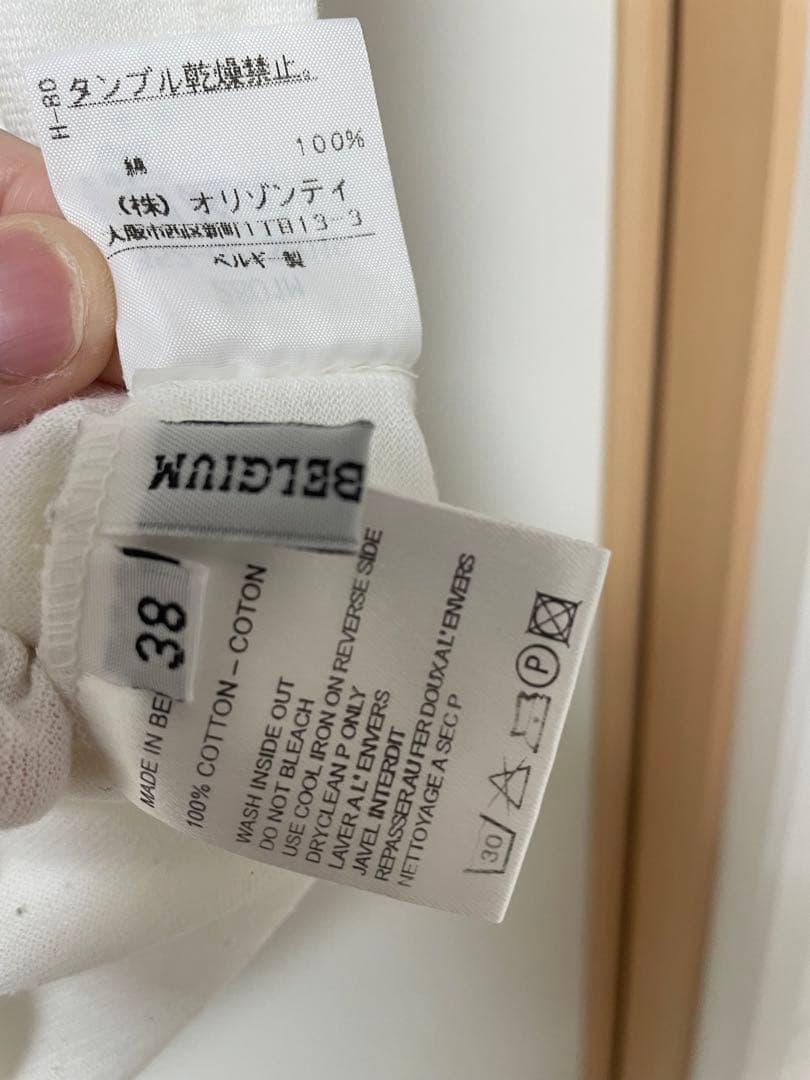 H-80
タンブル乾燥禁止。
綿 100%
(株)オリゾンティ
大阪市西区新町1丁目13-3
ベルギー製
BELGIUM
38
MADE IN BE
100% COTTON – COTON
WASH INSIDE OUT
DO NOT BLEACH
USE COOL IRON ON REVERSE SIDE
DRYCLEAN P ONLY
LAVER A L' ENVERS
JAVEL INTERDIT
REPASSER AU FER DOUX A L' ENVERS
NETTOYAGE A SEC P
30
P